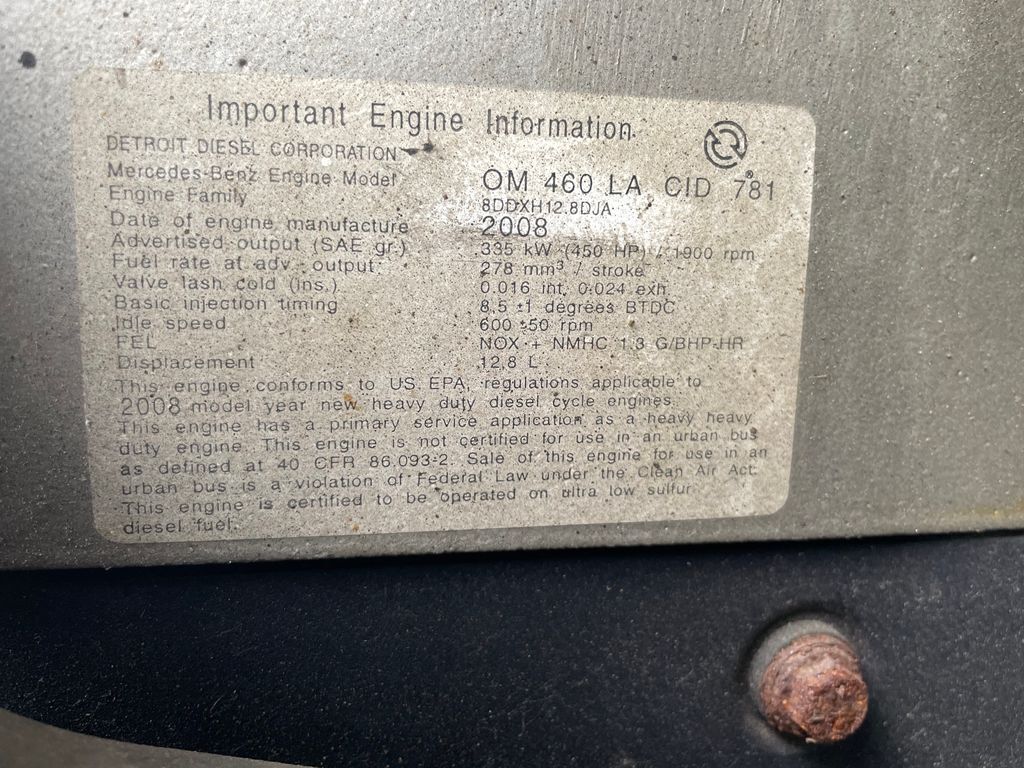 Important Engine Information
DETROIT DIESEL CORPORATION
Mercedes-Benz Engine Model OM 460 LA CID 781
Engine Family 8DDXH12.8DJA
Date of engine manufacture 2008
Advertised output (SAE gr.) 335 kW (450 HP) / 1900 rpm
Fuel rate at adv. output 278 mm³ / stroke
Valve lash cold (ins.) 0.016 int, 0.024 exh
Basic injection timing 8,5 ±1 degrees BTDC
Idle speed 600 ±50 rpm
FEL NOX + NMHC 1.3 G/BHP-HR
Displacement 12,8 L
This engine conforms to US. EPA, regulations applicable to
2008 model year new heavy duty diesel cycle engines.
This engine has a primary service application as a heavy heavy
duty engine. This engine is not certified for use in an urban bus
as defined at 40 CFR 86.093-2. Sale of this engine for use in an
urban bus is a violation of Federal Law under the Clean Air Act.
This engine is certified to be operated on ultra low sulfur
diesel fuel.